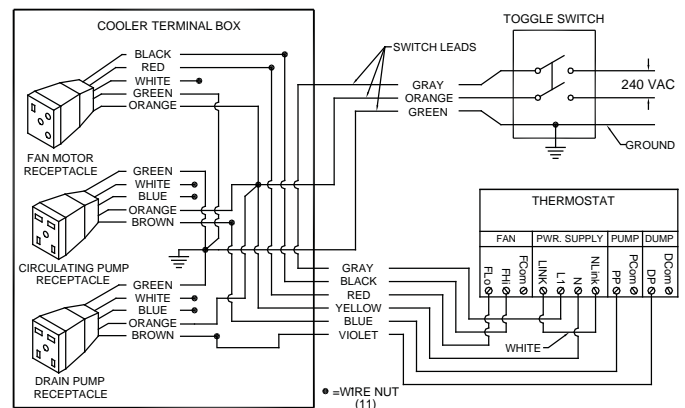 COOLER TERMINAL BOX
BLACK
RED
WHITE
GREEN
ORANGE
FAN MOTOR
RECEPTACLE
GREEN
WHITE
BLUE
ORANGE
BROWN
CIRCULATING PUMP
RECEPTACLE
GREEN
WHITE
BLUE
ORANGE
BROWN
DRAIN PUMP
RECEPTACLE
SWITCH LEADS
GRAY
ORANGE
GREEN
TOGGLE SWITCH
240 VAC
GROUND
GRAY
BLACK
RED
YELLOW
BLUE
VIOLET
WHITE
THERMOSTAT
FAN PWR. SUPPLY PUMP DUMP
FLo FHi FCom LINK L1 N NLink PP PCom DP DCom
=WIRE NUT
(11)